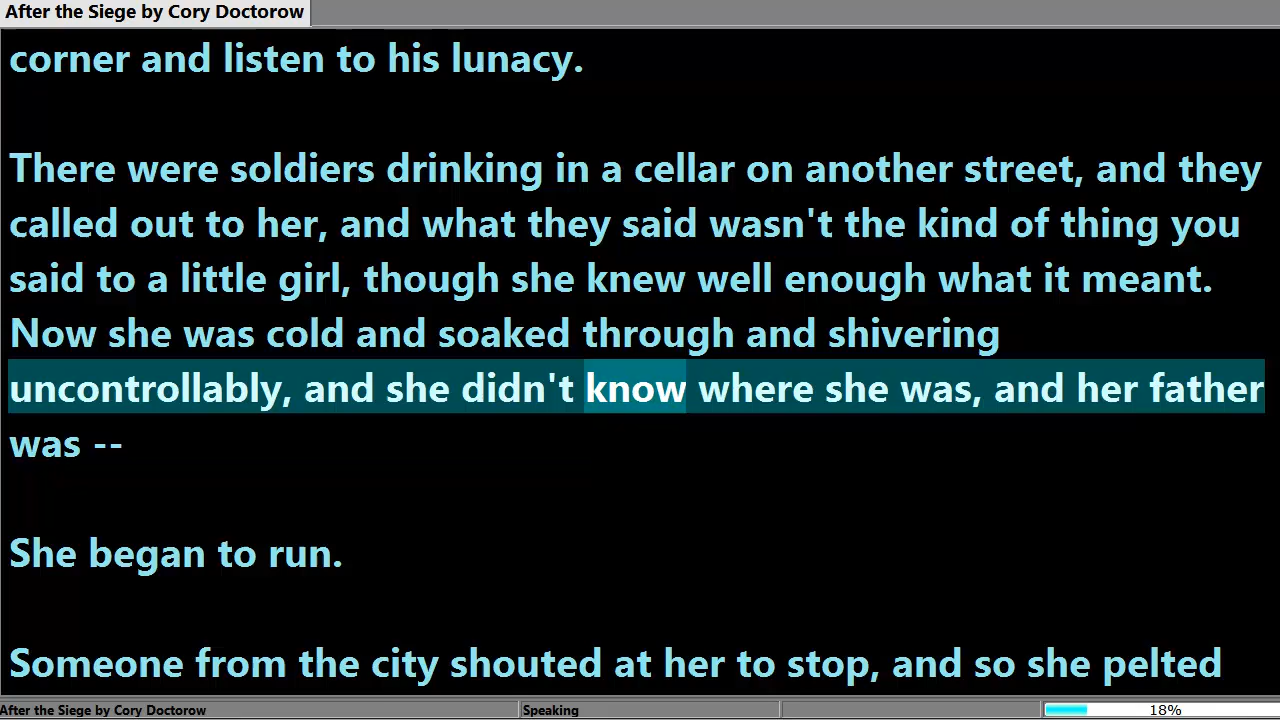 After the Siege by Cory Doctorow
corner and listen to his lunacy.
There were soldiers drinking in a cellar on another street, and they
called out to her, and what they said wasn't the kind of thing you
said to a little girl, though she knew well enough what it meant.
Now she was cold and soaked through and shivering
uncontrollably, and she didn't know where she was, and her father
was --
She began to run.
Someone from the city shouted at her to stop, and so she pelted
After the Siege by Cory Doctorow Speaking 18%